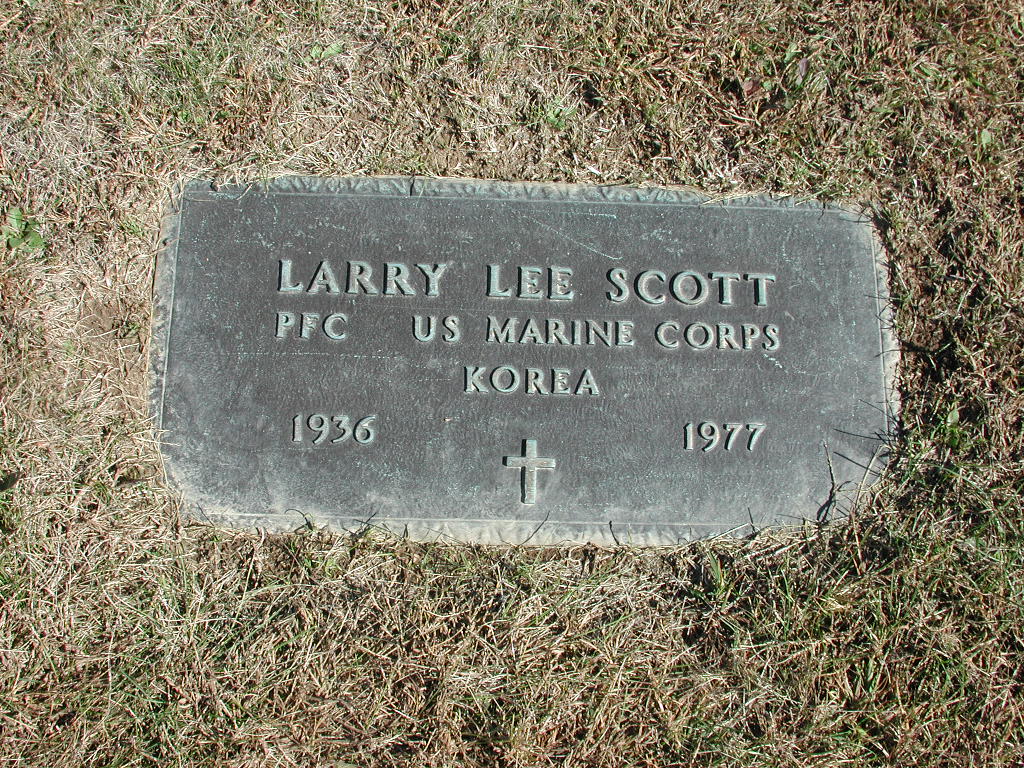 LARRY LEE SCOTT
PFC US MARINE CORPS
KOREA
1936 1977